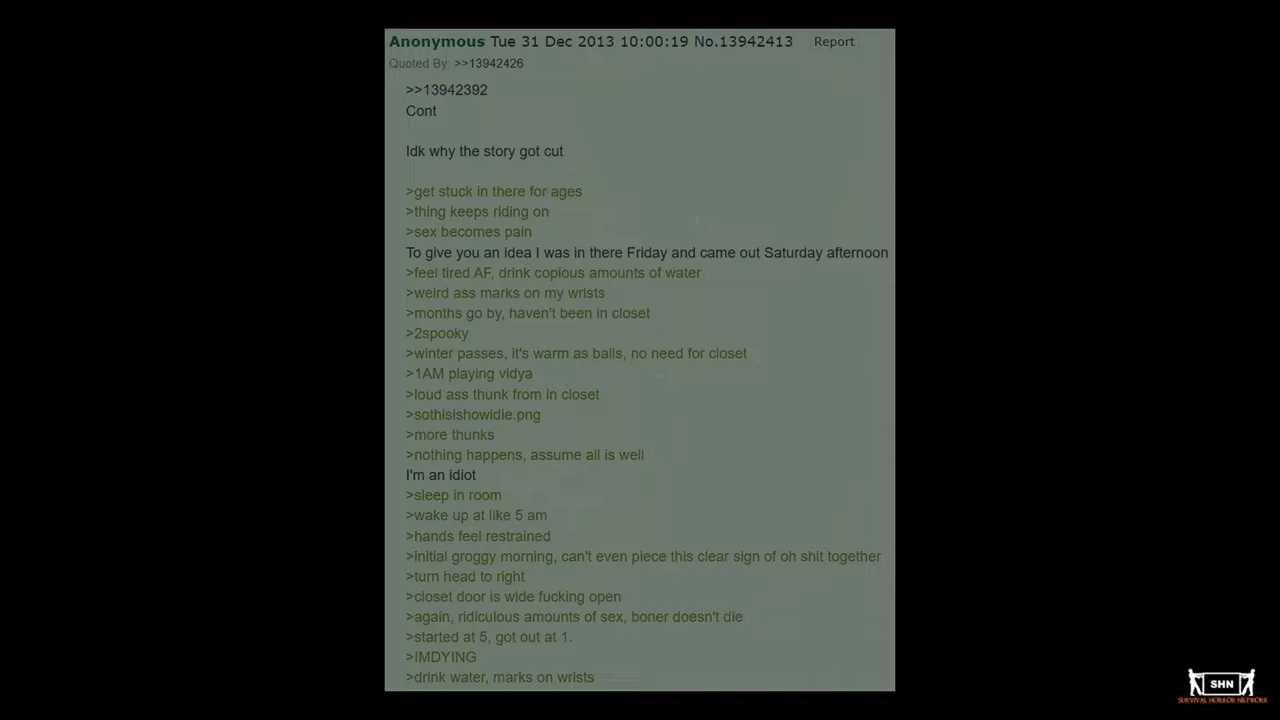 Anonymous Tue 31 Dec 2013 10:00:19 No.13942413 Report
Quoted By: >>13942426
>>13942392
Cont
Idk why the story got cut
>get stuck in there for ages
>thing keeps riding on
>sex becomes pain
To give you an idea I was in there Friday and came out Saturday afternoon
>feel tired AF, drink copious amounts of water
>weird ass marks on my wrists
>months go by, haven't been in closet
>2spooky
>winter passes, it's warm as balls, no need for closet
>1AM playing vidya
>loud ass thunk from in closet
>sothisishowidie.png
>more thunks
>nothing happens, assume all is well
I'm an idiot
>sleep in room
>wake up at like 5 am
>hands feel restrained
>initial groggy morning, can't even piece this clear sign of oh shit together
>turn head to right
>closet door is wide fucking open
>again, ridiculous amounts of sex, boner doesn't die
>started at 5, got out at 1.
>IMDYING
>drink water, marks on wrists
SHN
SURVIVAL HORROR NETWORK